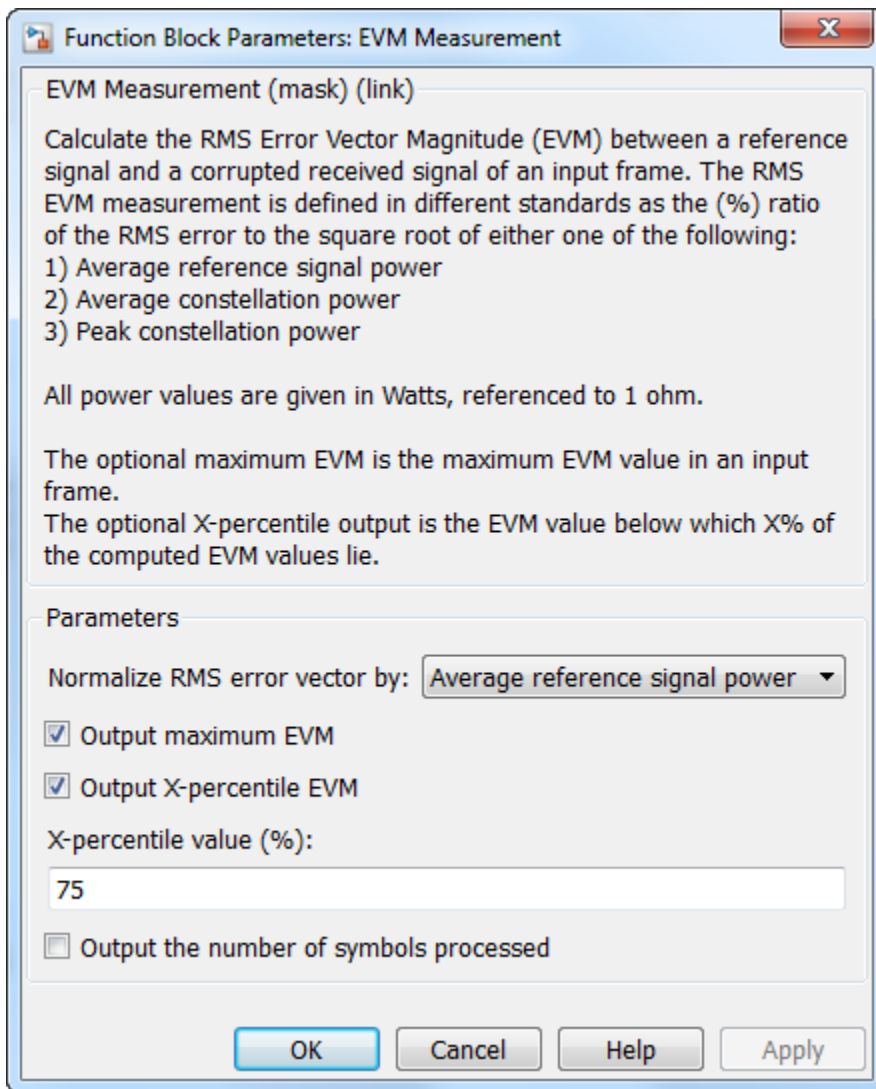 Function Block Parameters: EVM Measurement
EVM Measurement (mask) (link)
Calculate the RMS Error Vector Magnitude (EVM) between a reference
signal and a corrupted received signal of an input frame. The RMS
EVM measurement is defined in different standards as the (%) ratio
of the RMS error to the square root of either one of the following:
1) Average reference signal power
2) Average constellation power
3) Peak constellation power
All power values are given in Watts, referenced to 1 ohm.
The optional maximum EVM is the maximum EVM value in an input
frame.
The optional X-percentile output is the EVM value below which X% of
the computed EVM values lie.
Parameters
Normalize RMS error vector by: Average reference signal power
Output maximum EVM
Output X-percentile EVM
X-percentile value (%):
75
Output the number of symbols processed
OK Cancel Help Apply